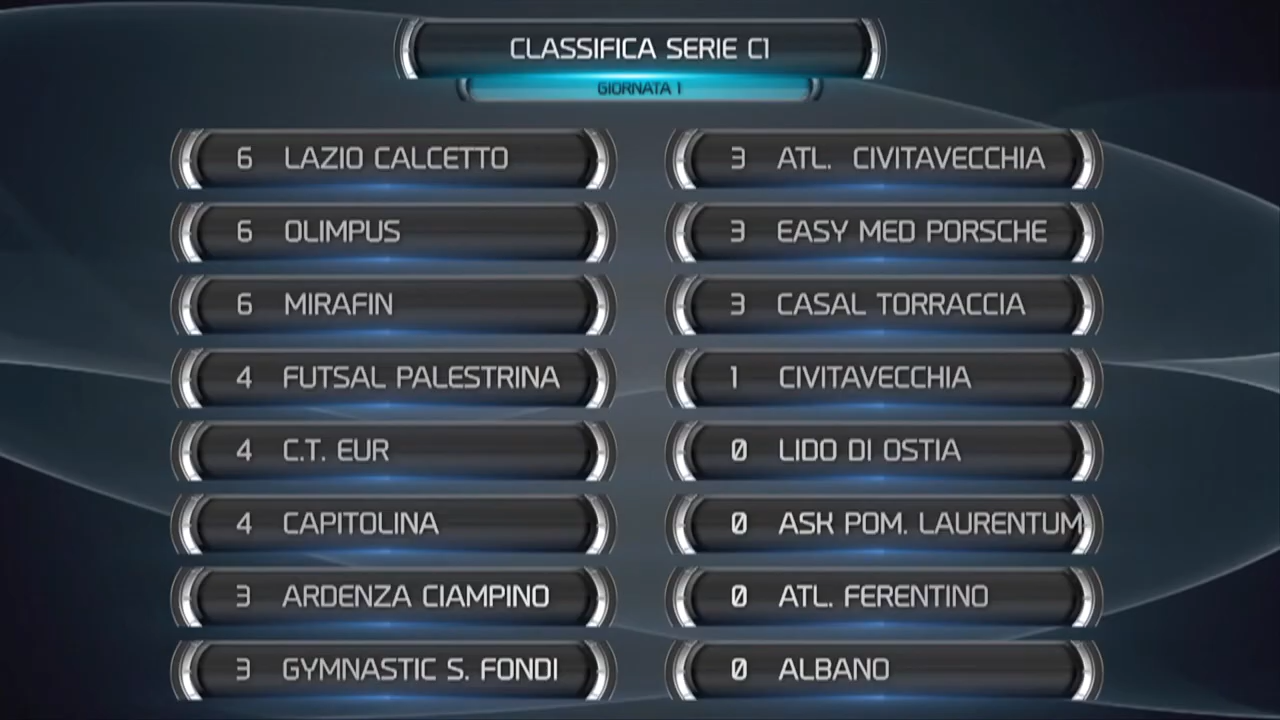 CLASSIFICA SERIE C1
GIORNATA 1
6 LAZIO CALCETTO
6 OLIMPUS
6 MIRAFIN
4 FUTSAL PALESTRINA
4 C.T. EUR
4 CAPITOLINA
3 ARDENZA CIAMPINO
3 GYMNASTIC S. FONDI
3 ATL. CIVITAVECCHIA
3 EASY MED PORSCHE
3 CASAL TORRACCIA
1 CIVITAVECCHIA
0 LIDO DI OSTIA
0 ASK POM. LAURENTUM
0 ATL. FERENTINO
0 ALBANO